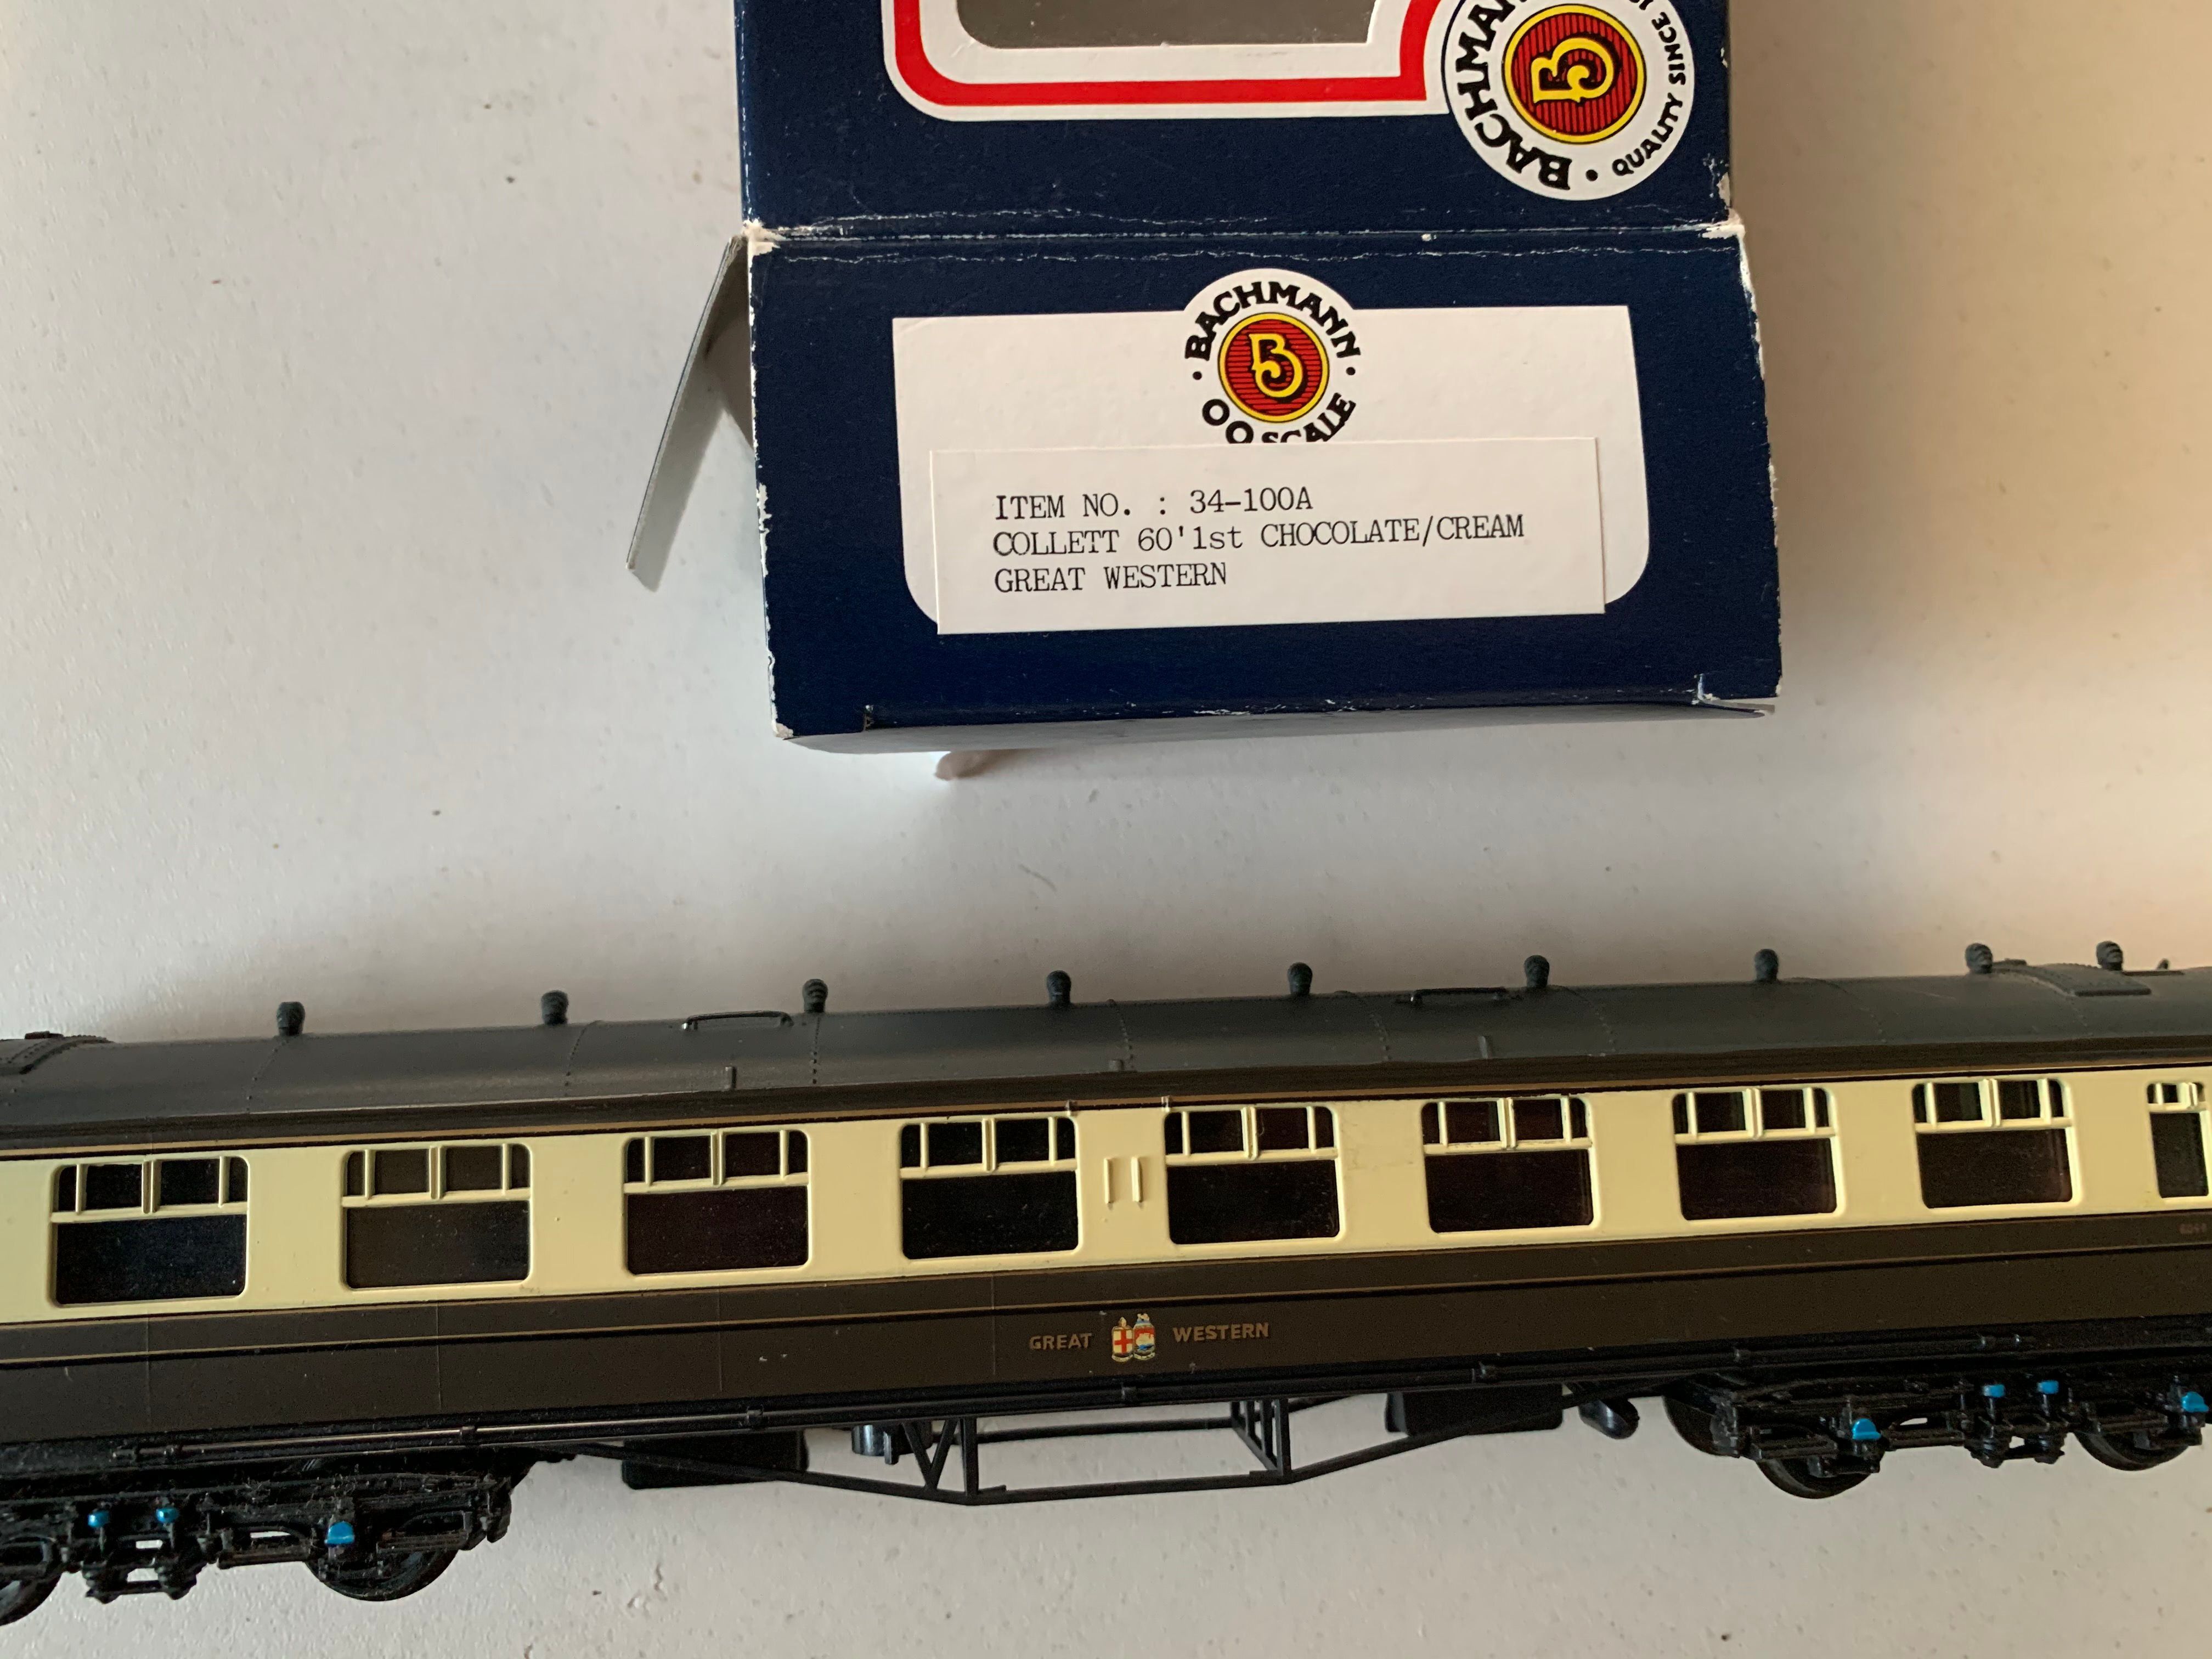 BACHMANN
QUALITY SINCE
BACHMANN
OO SCALE
ITEM NO. : 34-100A
COLLETT 60'1st CHOCOLATE/CREAM
GREAT WESTERN
GREAT WESTERN